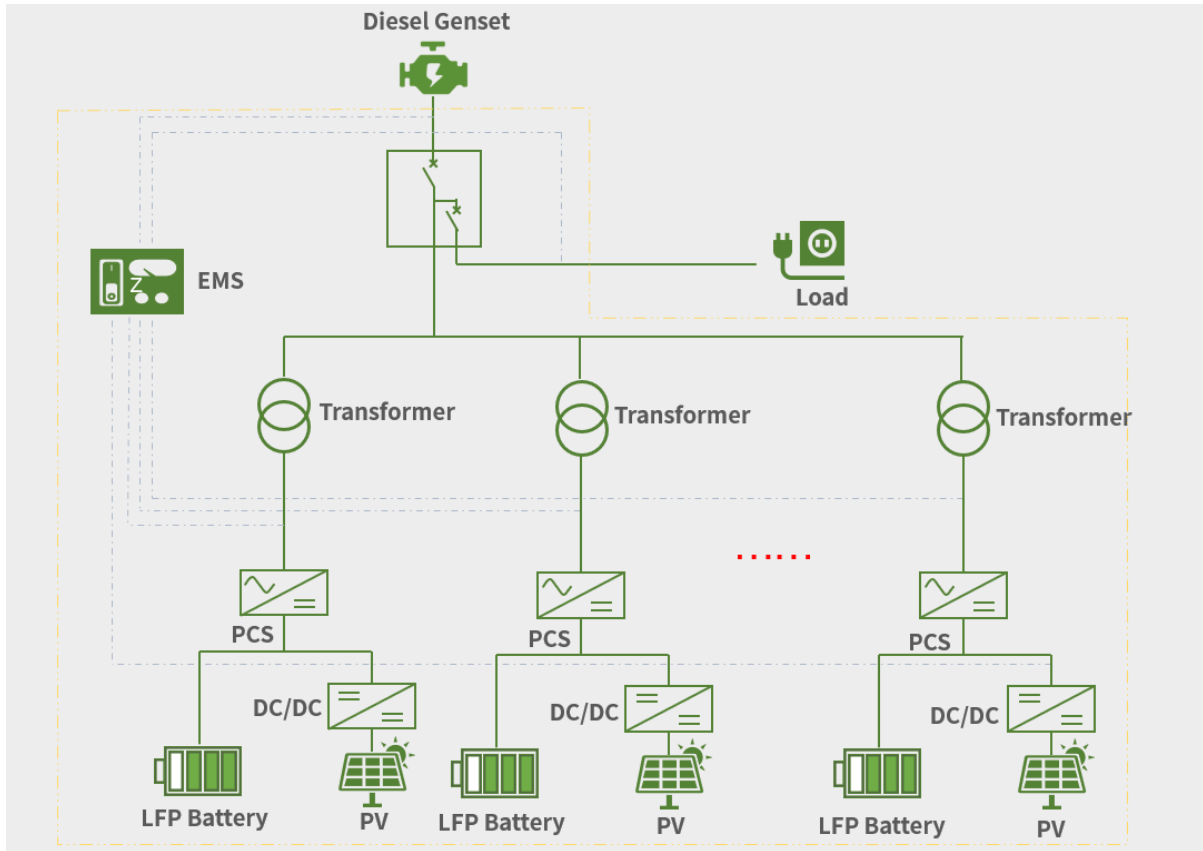 Diesel Genset
EMS
Load
Transformer
Transformer
Transformer
......
PCS
PCS
PCS
DC/DC
DC/DC
DC/DC
LFP Battery
PV
LFP Battery
PV
LFP Battery
PV